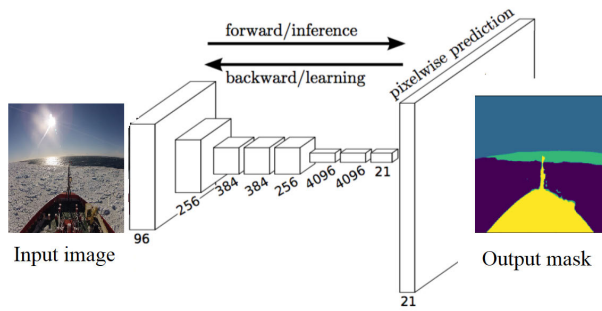 forward/inference
backward/learning
pixelwise prediction
96
256
384
384
256
4096
4096
21
21
Input image
Output mask